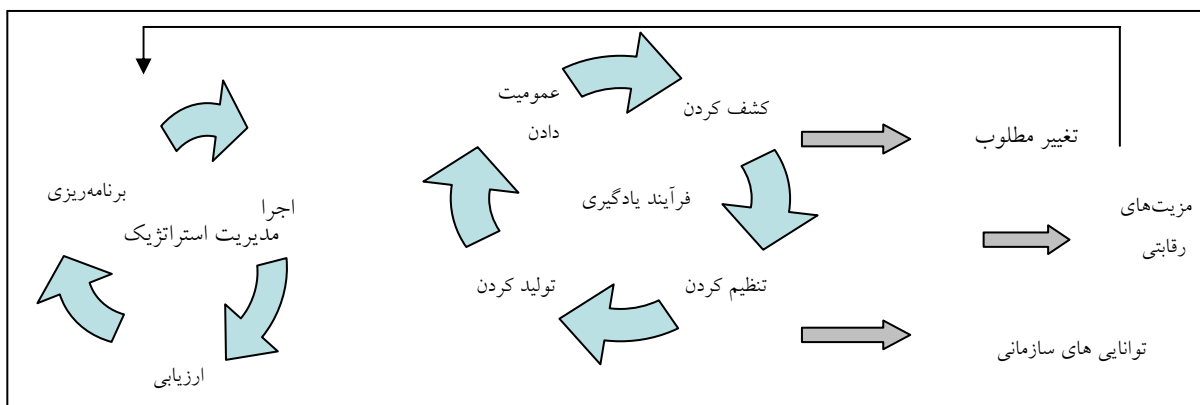 عمومیت
دادن
کشف کردن
تغییر مطلوب
برنامه‌ریزی
فرآیند یادگیری
مزیت‌های
رقابتی
اجرا
مدیریت استراتژیک
تولید کردن
تنظیم کردن
توانایی های سازمانی
ارزیابی